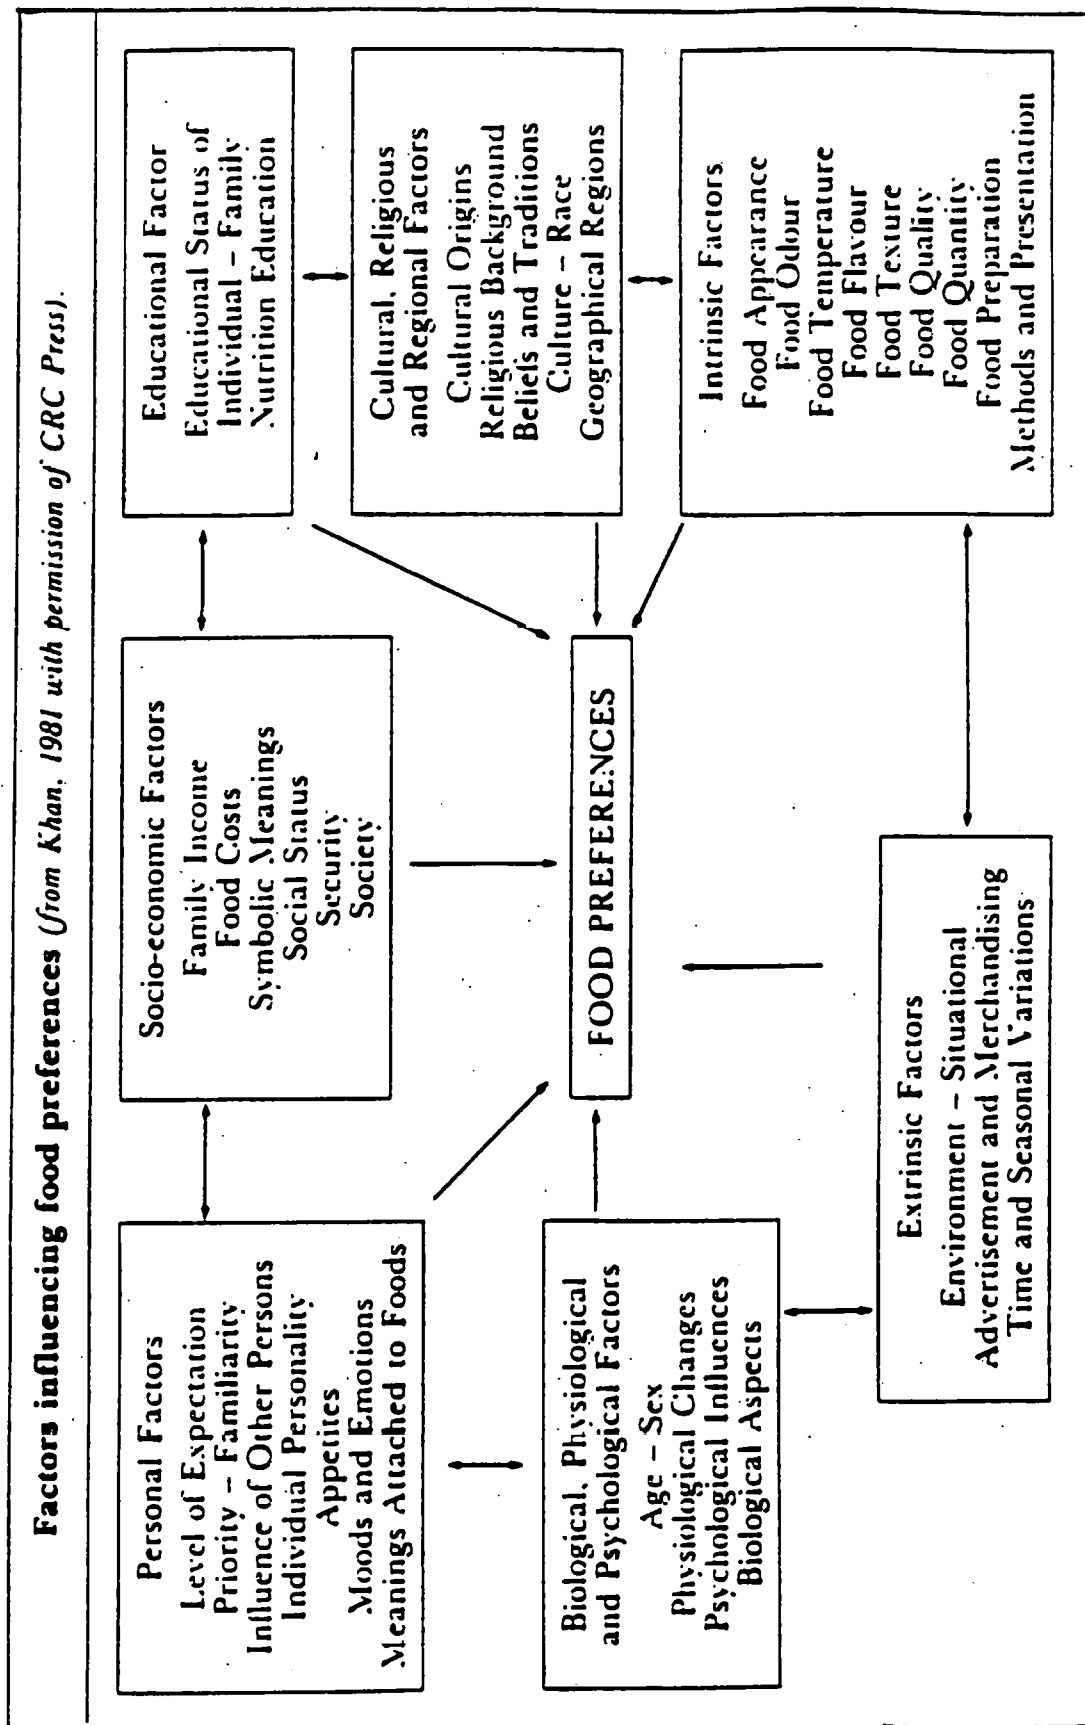 Factors influencing food preferences (from Khan, 1981 with permission of CRC Press).
Personal Factors
Level of Expectation
Priority – Familiarity
Influence of Other Persons
Individual Personality
Appetites
Moods and Emotions
Meanings Attached to Foods
Socio-economic Factors
Family Income
Food Costs
Symbolic Meanings
Social Status
Security
Society
Educational Factor
Educational Status of
Individual – Family
Nutrition Education
Biological, Physiological
and Psychological Factors
Age – Sex
Physiological Changes
Psychological Influences
Biological Aspects
FOOD PREFERENCES
Cultural, Religious
and Regional Factors
Cultural Origins
Religious Background
Beliefs and Traditions
Culture – Race
Geographical Regions
Extrinsic Factors
Environment – Situational
Advertisement and Merchandising
Time and Seasonal Variations
Intrinsic Factors
Food Appearance
Food Odour
Food Temperature
Food Flavour
Food Texture
Food Quality
Food Quantity
Food Preparation
Methods and Presentation